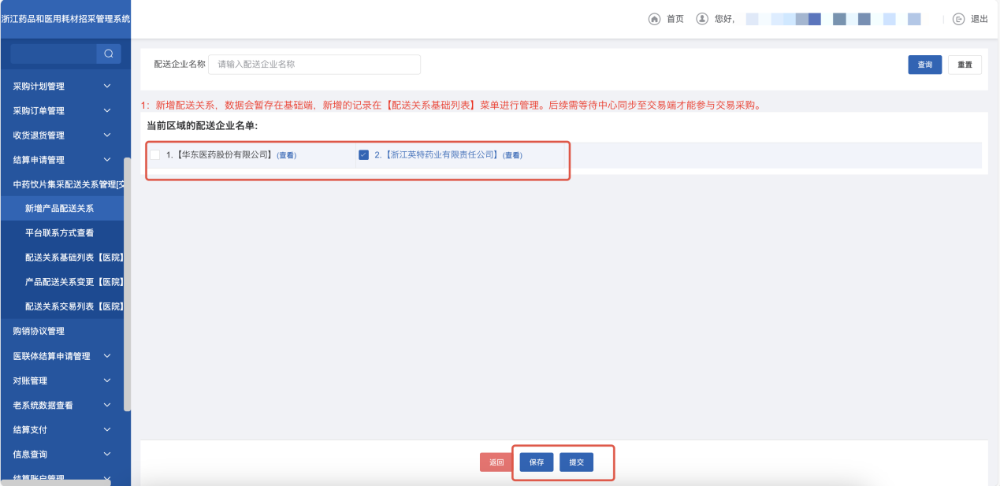 浙江药品和医用耗材招采管理系统
首页
您好,
退出
配送企业名称
请输入配送企业名称
查询
重置
1：新增配送关系，数据会暂存在基础端，新增的记录在【配送关系基础列表】菜单进行管理。后续需等待中心同步至交易端才能参与交易采购。
当前区域的配送企业名单:
1.【华东医药股份有限公司】(查看)
2.【浙江英特药业有限责任公司】(查看)
采购计划管理
采购订单管理
收货退货管理
结算申请管理
中药饮片集采配送关系管理[交
新增产品配送关系
平台联系方式查看
配送关系基础列表【医院】
产品配送关系变更【医院】
配送关系交易列表【医院】
购销协议管理
医联体结算申请管理
对账管理
老系统数据查看
结算支付
信息查询
结算账户管理
返回
保存
提交